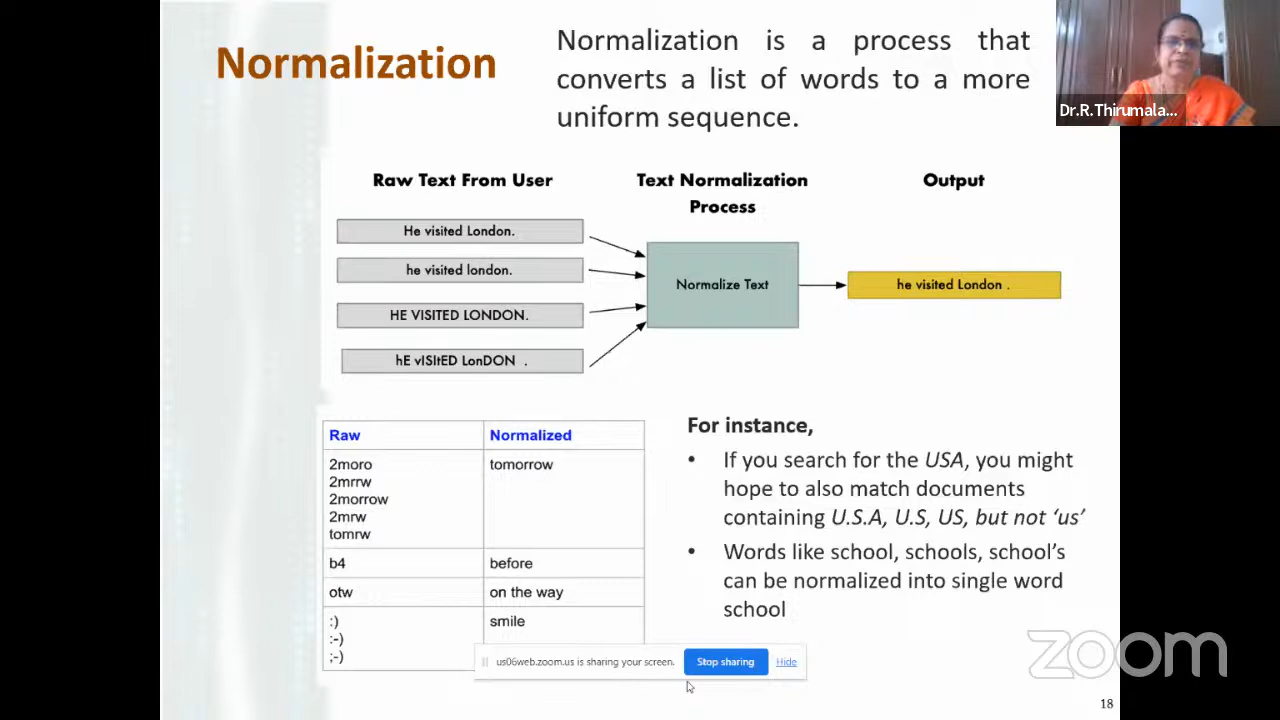 Normalization
Normalization is a process that
converts a list of words to a more
uniform sequence.
Dr.R.Thirumala...
Raw Text From User
Text Normalization
Process
Output
He visited London.
he visited london.
HE VISITED LONDON.
hE vISItED LonDON .
Normalize Text
he visited London .
Raw
Normalized
2moro
tomorrow
2mrrw
2morrow
2mrw
tomrw
b4
before
otw
on the way
:)
smile
:-)
;-)
For instance,
• If you search for the USA, you might
hope to also match documents
containing U.S.A, U.S, US, but not ‘us’
• Words like school, schools, school’s
can be normalized into single word
school
us06web.zoom.us is sharing your screen.
Stop sharing
Hide
zoom
18